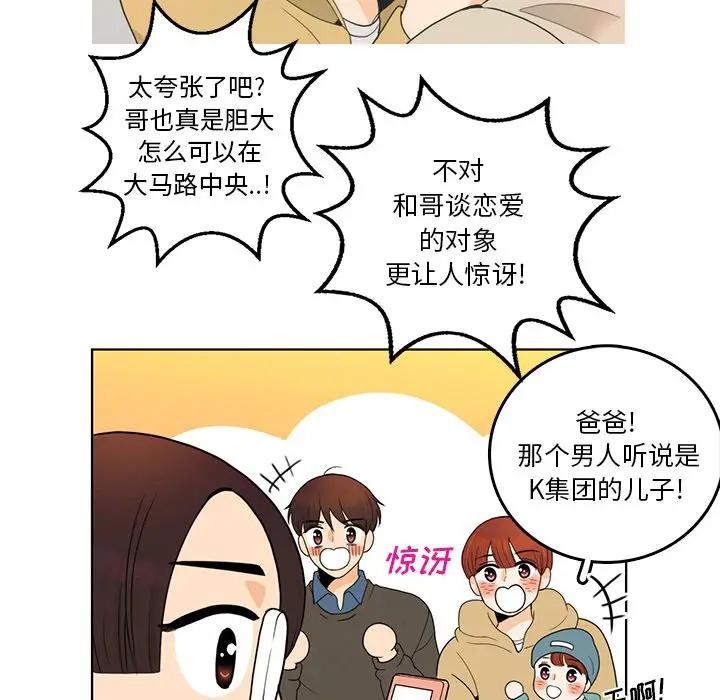 太夸张了吧?
哥也真是胆大
怎么可以在
大马路中央..!
不对
和哥谈恋爱
的对象
更让人惊讶!
爸爸!
那个男人听说是
K集团的儿子!
惊讶
啊!